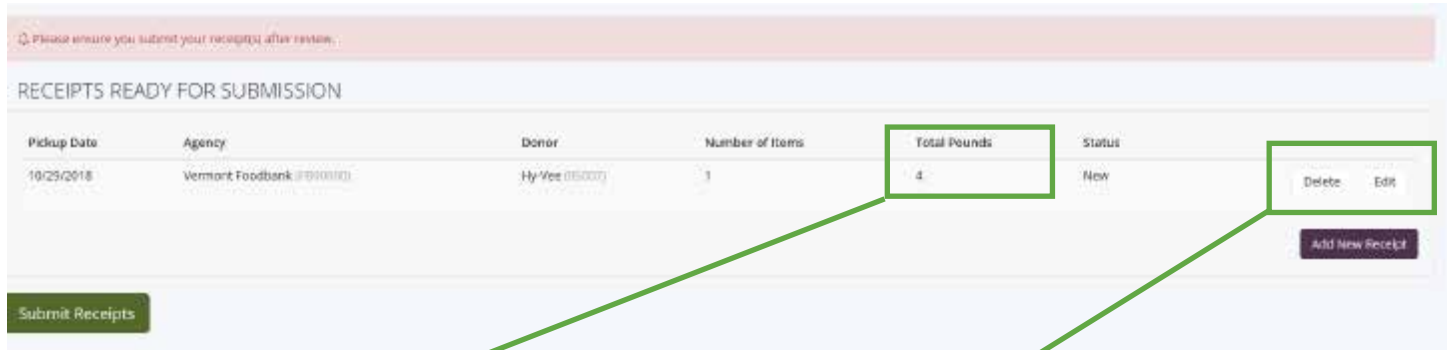 Please ensure you submit your receipt(s) after review.
RECEIPTS READY FOR SUBMISSION
Pickup Date Agency Donor Number of Items Total Pounds Status
10/29/2018 Vermont Foodbank Hy-Vee 1 4 New Delete Edit
Add New Receipt
Submit Receipts